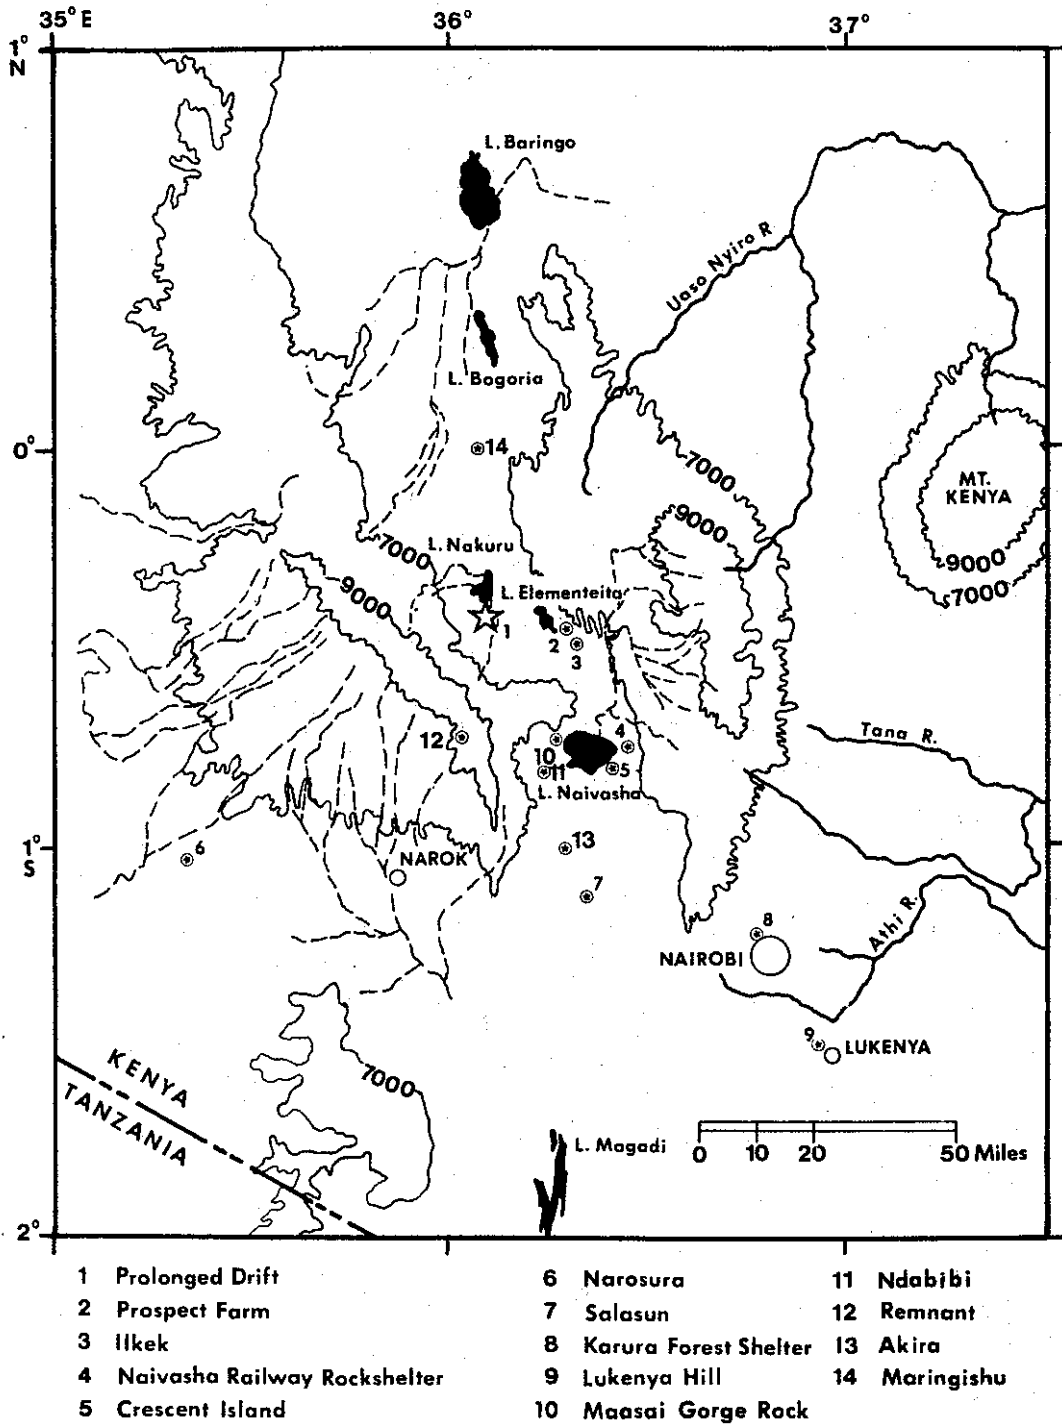 35° E
36°
37°
1°
N
L. Baringo
Uaso Nyiro R
L. Bogoria
0°
14
7000
MT.
KENYA
9000
7000
L. Nakuru
9000
9000
7000
L. Elementeita
1
2
3
12
10
4
11
5
L. Naivasha
Tana R.
1°
S
6
NAROK
13
7
8
NAIROBI
Athi R.
9
LUKENYA
KENYA
TANZANIA
7000
L. Magadi
0 10 20 50 Miles
2°
1 Prolonged Drift
2 Prospect Farm
3 Ilkek
4 Naivasha Railway Rockshelter
5 Crescent Island
6 Narosura
7 Salasun
8 Karura Forest Shelter
9 Lukenya Hill
10 Maasai Gorge Rock
11 Ndabibi
12 Remnant
13 Akira
14 Maringishu